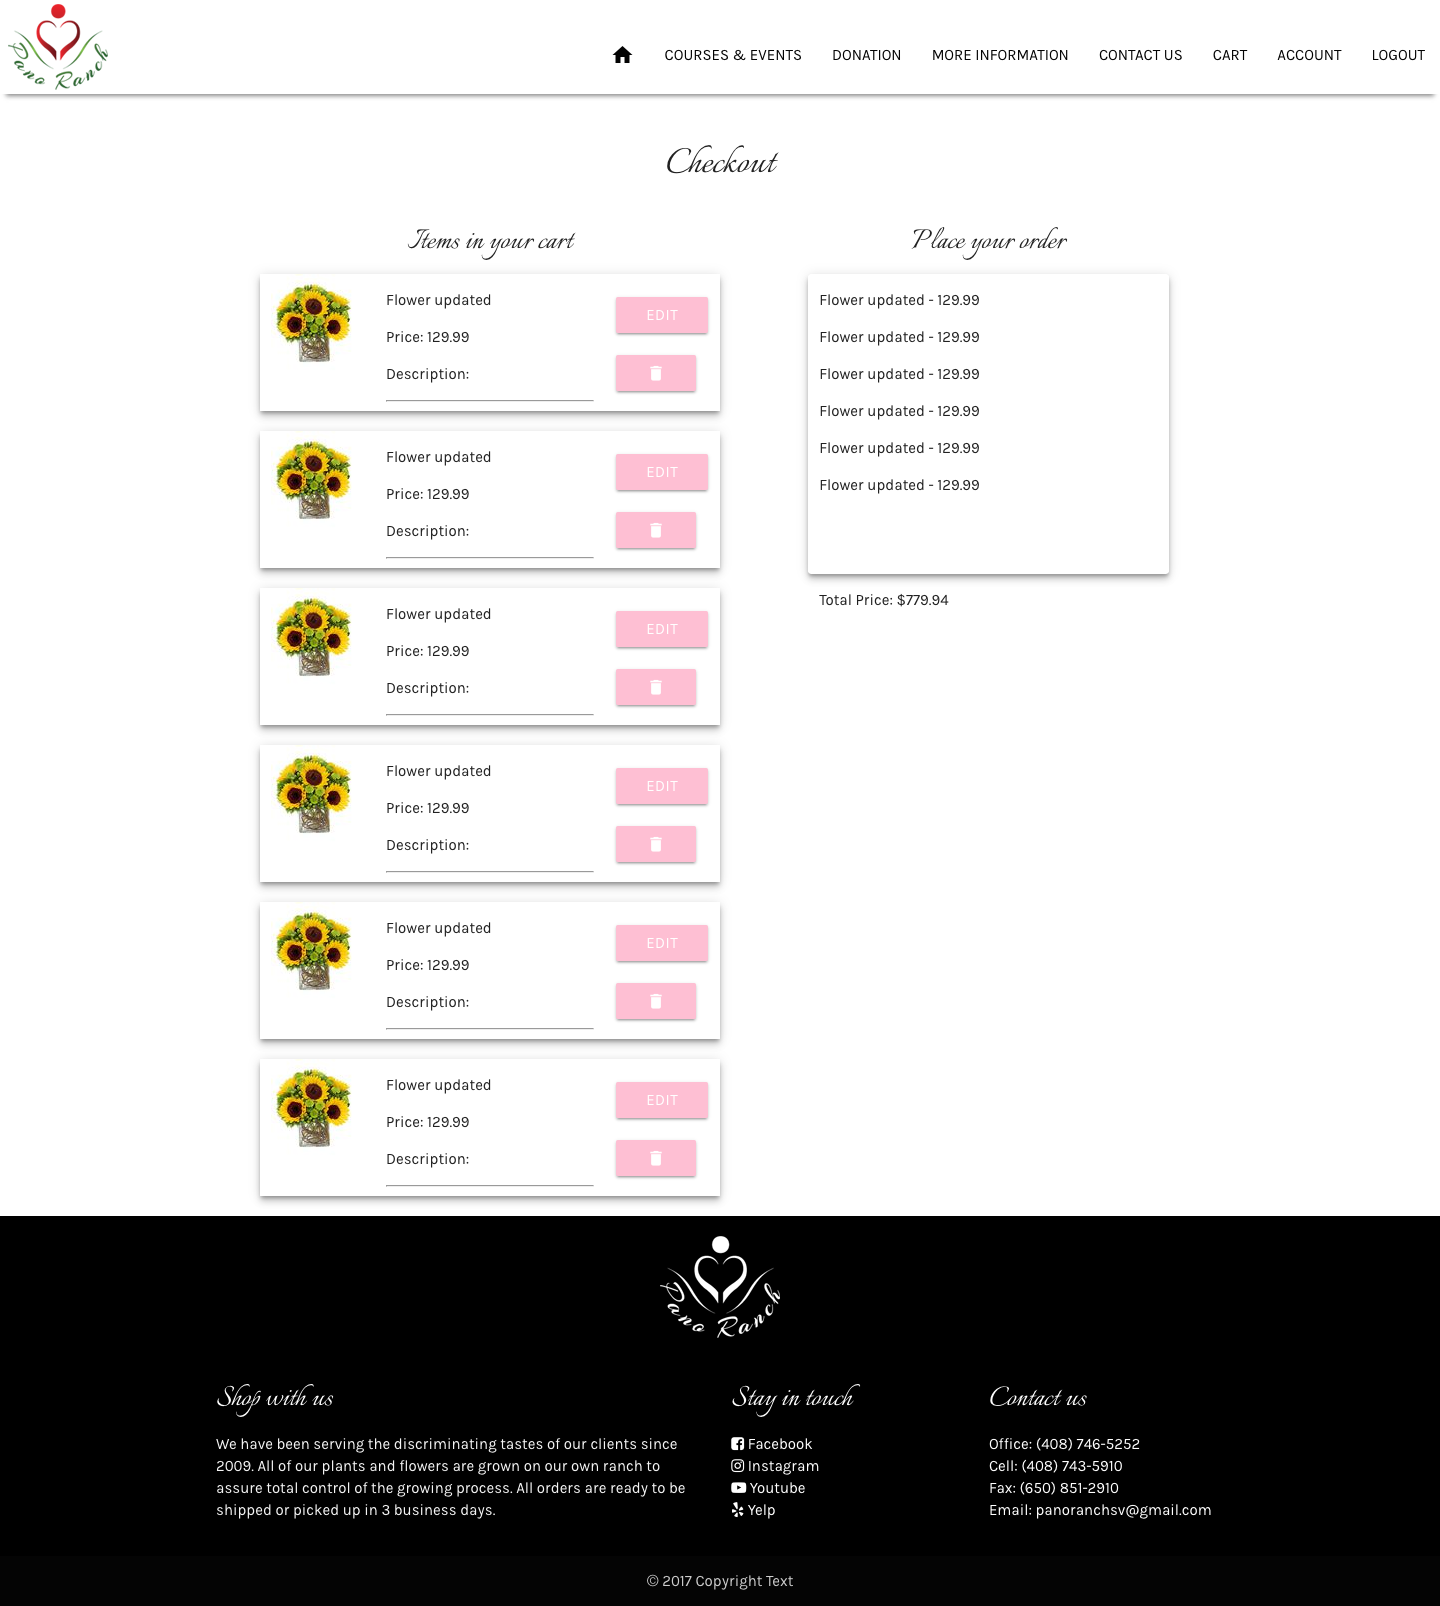 Pano Ranch
COURSES & EVENTS DONATION MORE INFORMATION CONTACT US CART ACCOUNT LOGOUT
Checkout
Items in your cart
Flower updated
Price: 129.99
Description:
EDIT
Flower updated
Price: 129.99
Description:
EDIT
Flower updated
Price: 129.99
Description:
EDIT
Flower updated
Price: 129.99
Description:
EDIT
Flower updated
Price: 129.99
Description:
EDIT
Flower updated
Price: 129.99
Description:
EDIT
Place your order
Flower updated - 129.99
Flower updated - 129.99
Flower updated - 129.99
Flower updated - 129.99
Flower updated - 129.99
Flower updated - 129.99
Total Price: $779.94
Pano Ranch
Shop with us
We have been serving the discriminating tastes of our clients since
2009. All of our plants and flowers are grown on our own ranch to
assure total control of the growing process. All orders are ready to be
shipped or picked up in 3 business days.
Stay in touch
Facebook
Instagram
Youtube
Yelp
Contact us
Office: (408) 746-5252
Cell: (408) 743-5910
Fax: (650) 851-2910
Email: panoranchsv@gmail.com
© 2017 Copyright Text